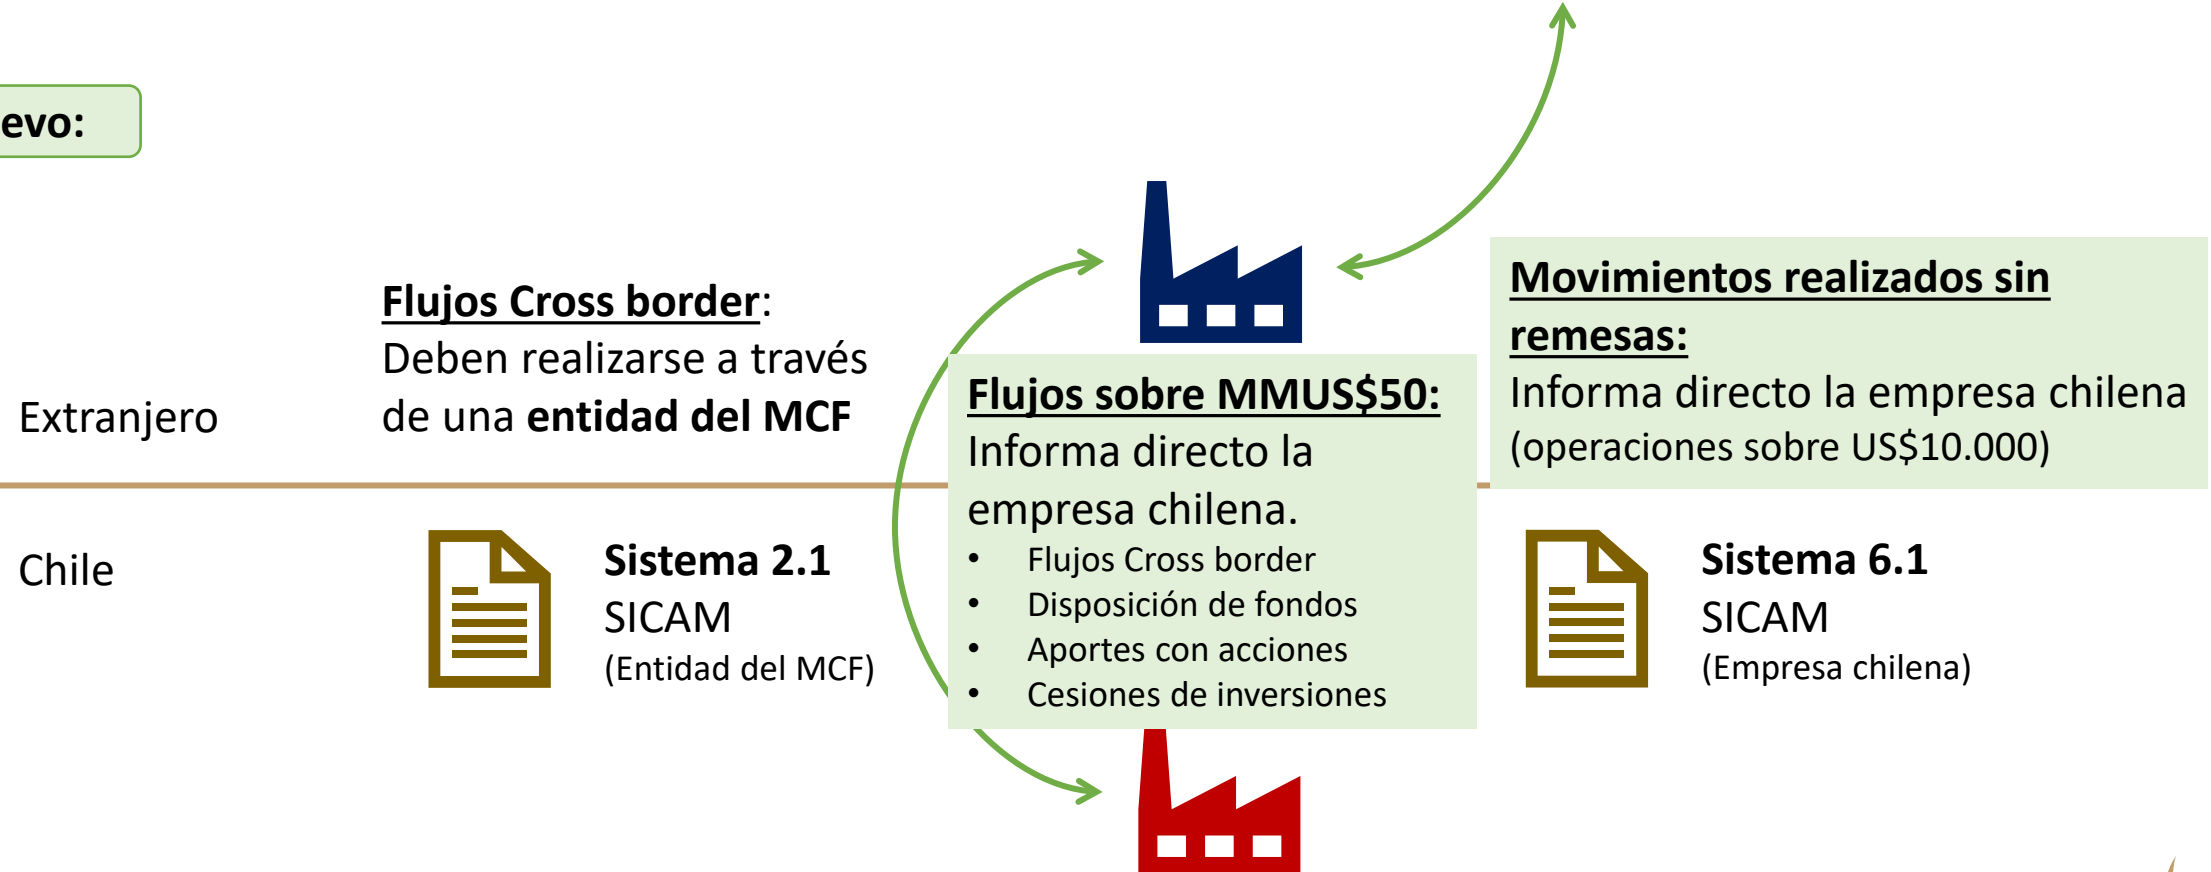 evo:
Flujos Cross border:
Deben realizarse a través
de una entidad del MCF
Extranjero
Chile
Sistema 2.1
SICAM
(Entidad del MCF)
Flujos sobre MMUS$50:
Informa directo la
empresa chilena.
• Flujos Cross border
• Disposición de fondos
• Aportes con acciones
• Cesiones de inversiones
Movimientos realizados sin
remesas:
Informa directo la empresa chilena
(operaciones sobre US$10.000)
Sistema 6.1
SICAM
(Empresa chilena)